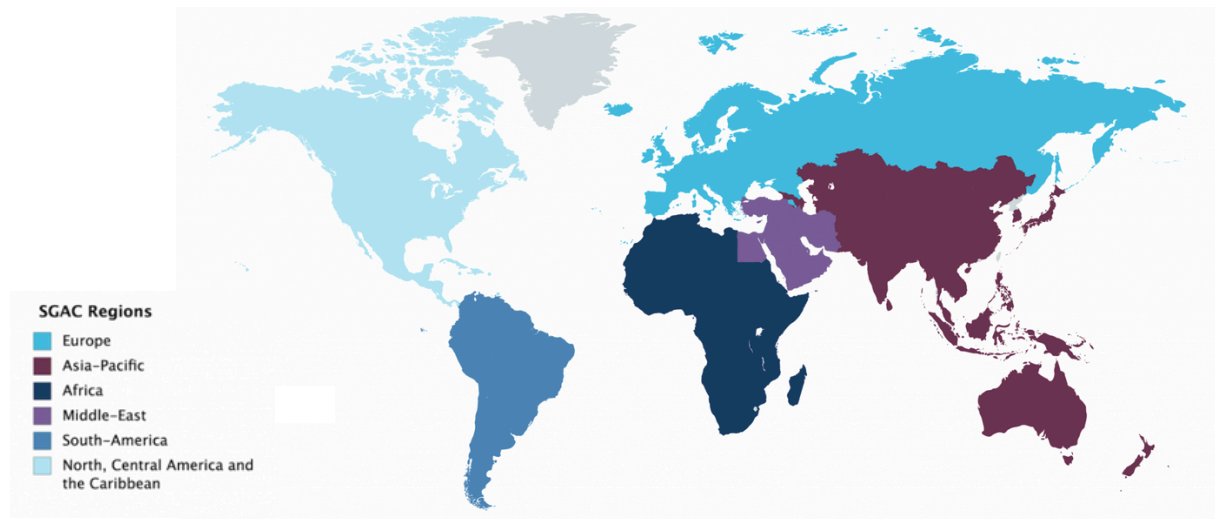 SGAC Regions
Europe
Asia-Pacific
Africa
Middle-East
South-America
North, Central America and
the Caribbean